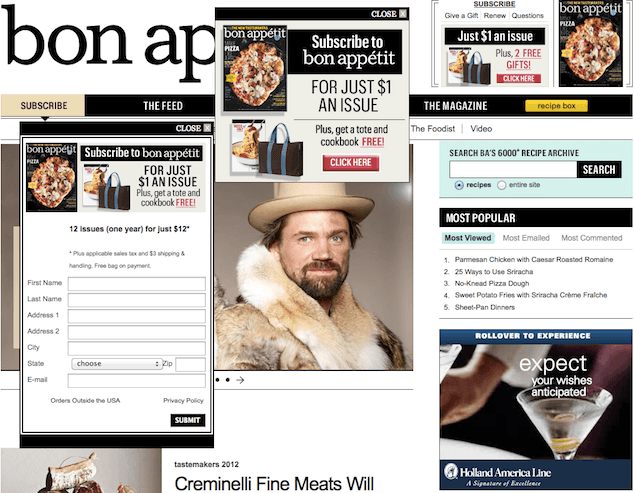 bon ap
CLOSE X
Subscribe to
bon appétit
FOR JUST $1
AN ISSUE
Plus, get a tote and
cookbook FREE!
CLICK HERE
bon appétit
PIZZA
SUBSCRIBE
Give a Gift | Renew | Questions
Just $1 an issue
Plus, 2 FREE
GIFTS!
CLICK HERE
bon appétit
PIZZA
SUBSCRIBE
THE FEED
THE MAGAZINE
recipe box
The Foodist | Video
CLOSE X
bon appétit
PIZZA
Subscribe to bon appétit
FOR JUST
$1 AN ISSUE
Plus, get a tote and
cookbook FREE!
12 issues (one year) for just $12*
* Plus applicable sales tax and $3 shipping &
handling. Free bag on payment.
First Name
Last Name
Address 1
Address 2
City
State choose Zip
E-mail
Orders Outside the USA Privacy Policy
SUBMIT
SEARCH BA'S 6000+ RECIPE ARCHIVE
SEARCH
recipes entire site
MOST POPULAR
Most Viewed Most Emailed Most Commented
1. Parmesan Chicken with Caesar Roasted Romaine
2. 25 Ways to Use Sriracha
3. No-Knead Pizza Dough
4. Sweet Potato Fries with Sriracha Crème Fraîche
5. Sheet-Pan Dinners
ROLLOVER TO EXPERIENCE
expect
your wishes
anticipated
Holland America Line
A Signature of Excellence
tastemakers 2012
Creminelli Fine Meats Will